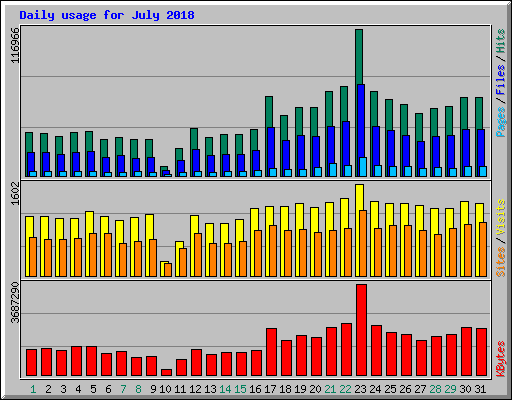 Daily usage for July 2018
116966
Pages / Files / Hits
1602
Sites / Visits
3687290
KBytes
1 2 3 4 5 6 7 8 9 10 11 12 13 14 15 16 17 18 19 20 21 22 23 24 25 26 27 28 29 30 31